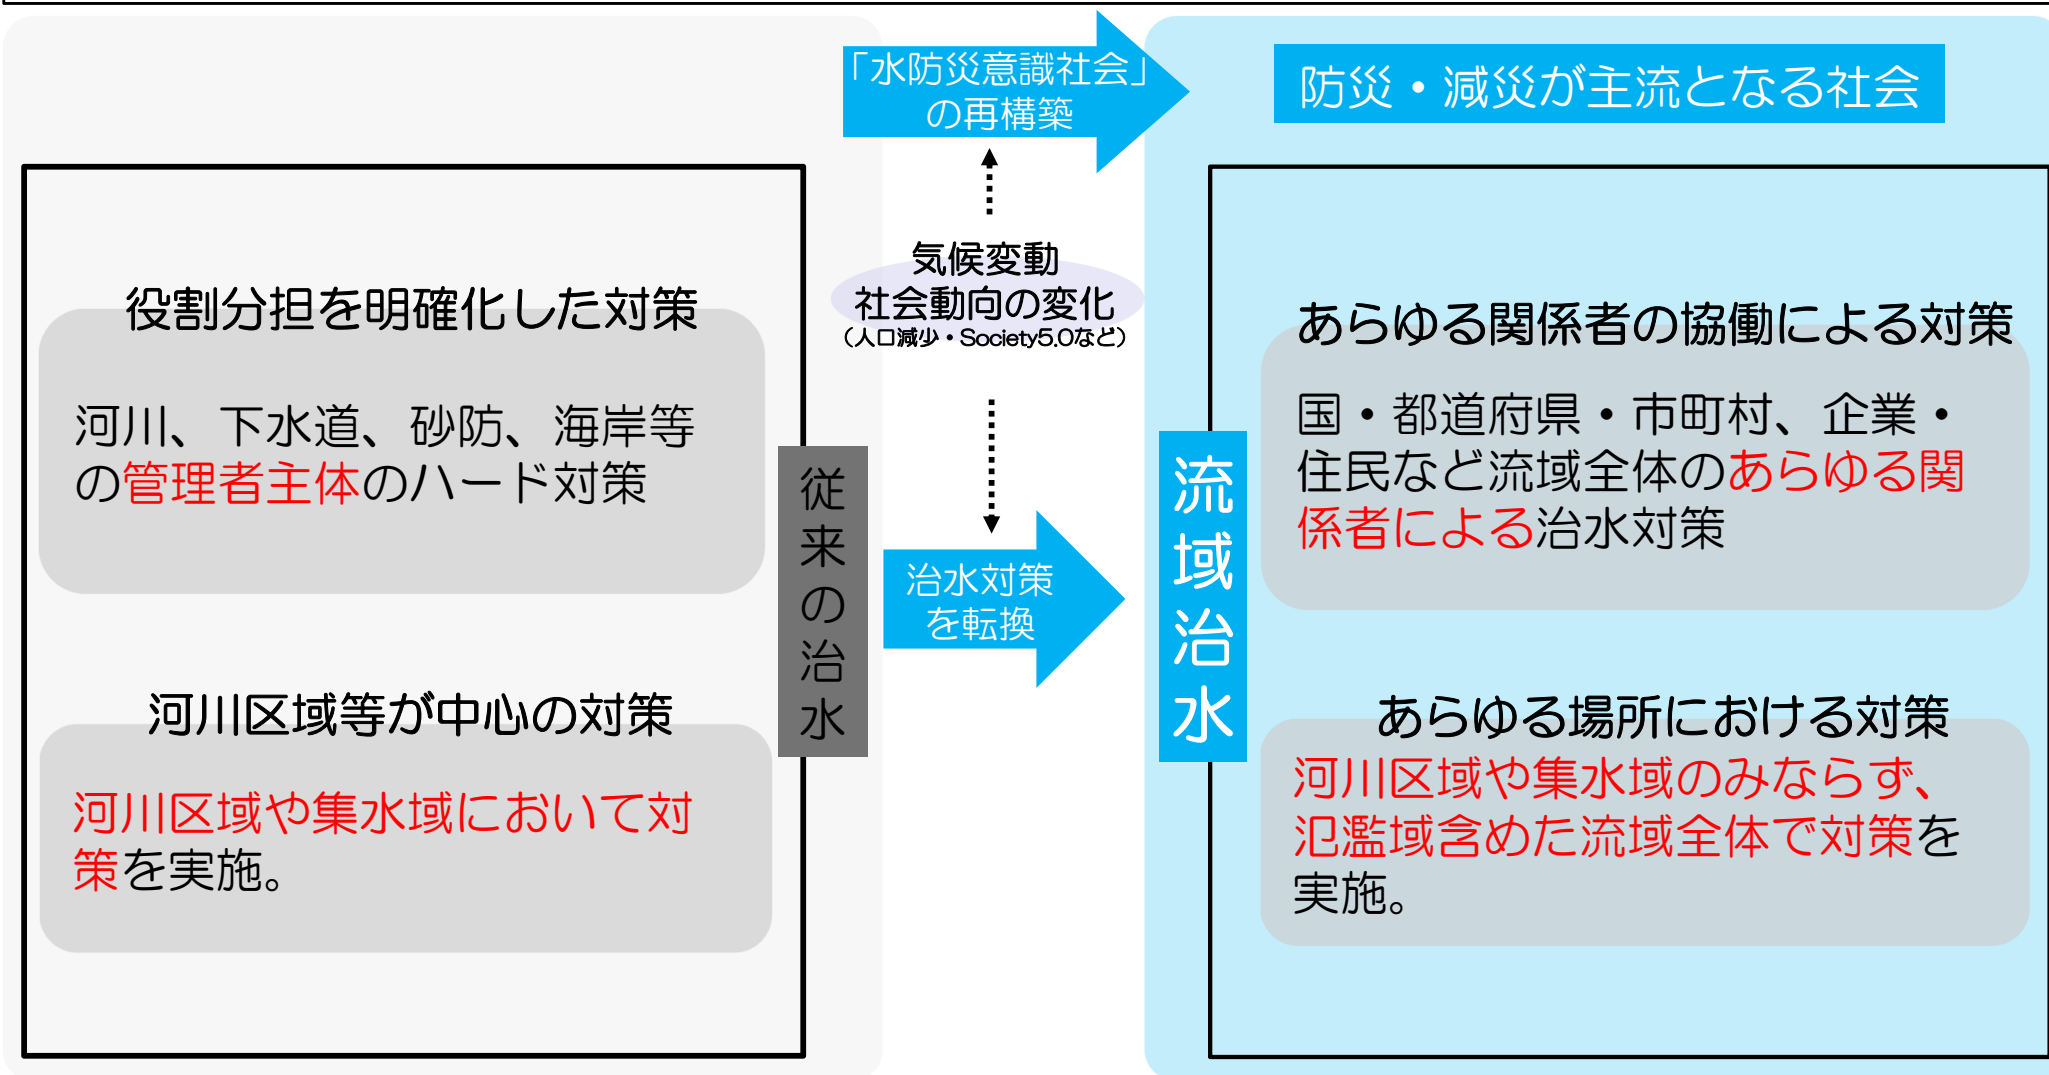 「水防災意識社会」
の再構築
防災・減災が主流となる社会
役割分担を明確化した対策
河川、下水道、砂防、海岸等
の管理者主体のハード対策
河川区域等が中心の対策
河川区域や集水域において対
策を実施。
従来の治水
気候変動
社会動向の変化
（人口減少・Society5.0など）
治水対策
を転換
流域治水
あらゆる関係者の協働による対策
国・都道府県・市町村、企業・
住民など流域全体のあらゆる関
係者による治水対策
あらゆる場所における対策
河川区域や集水域のみならず、
氾濫域含めた流域全体で対策を
実施。